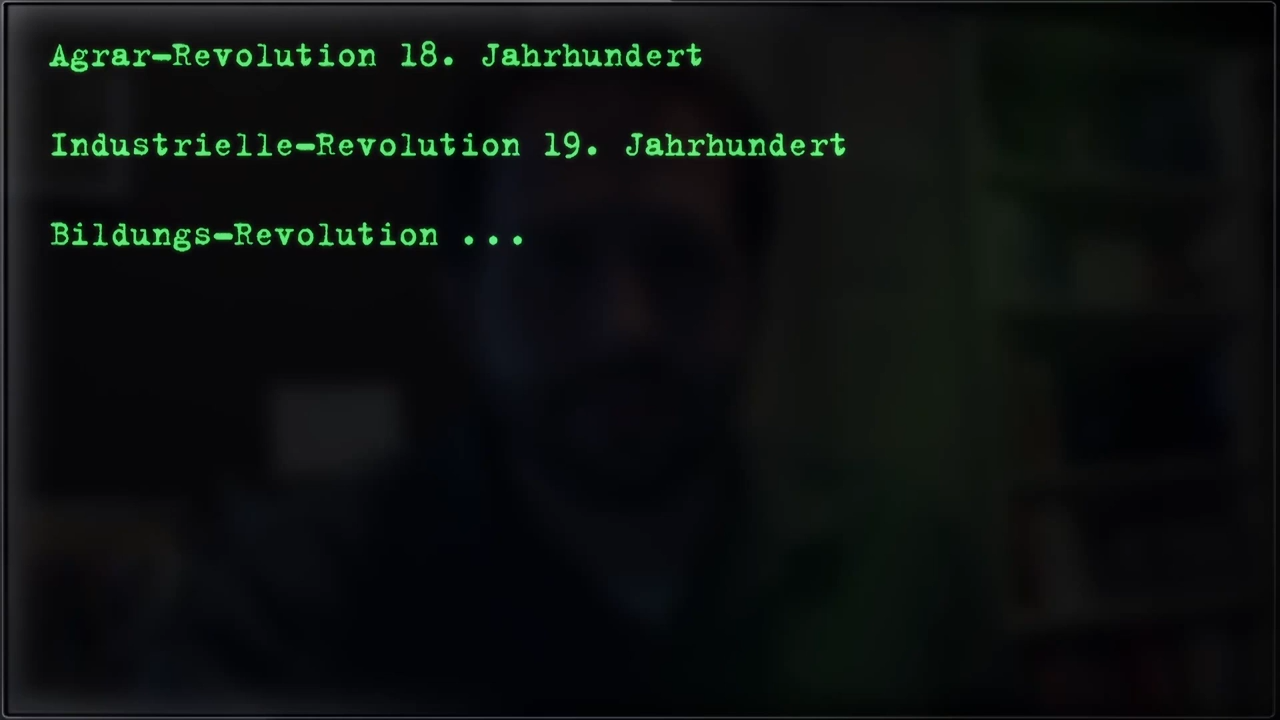 Agrar-Revolution 18. Jahrhundert
Industrielle-Revolution 19. Jahrhundert
Bildungs-Revolution ...